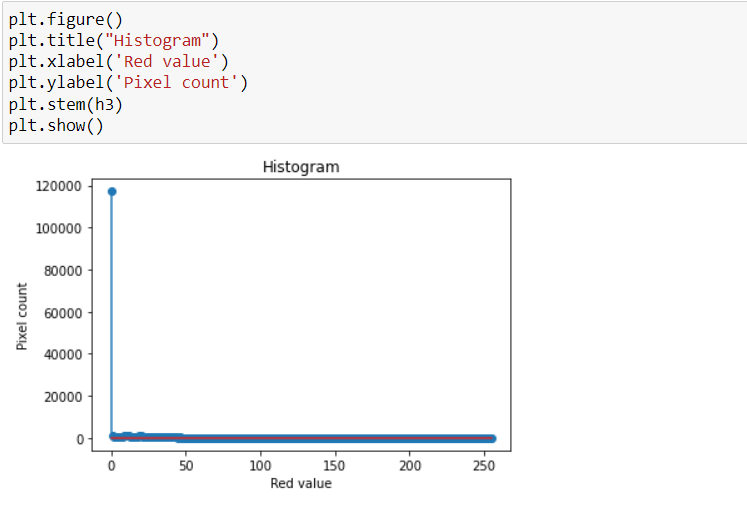 plt.figure()
plt.title("Histogram")
plt.xlabel('Red value')
plt.ylabel('Pixel count')
plt.stem(h3)
plt.show()
Histogram
120000
100000
80000
60000
40000
20000
0
Pixel count
0 50 100 150 200 250
Red value